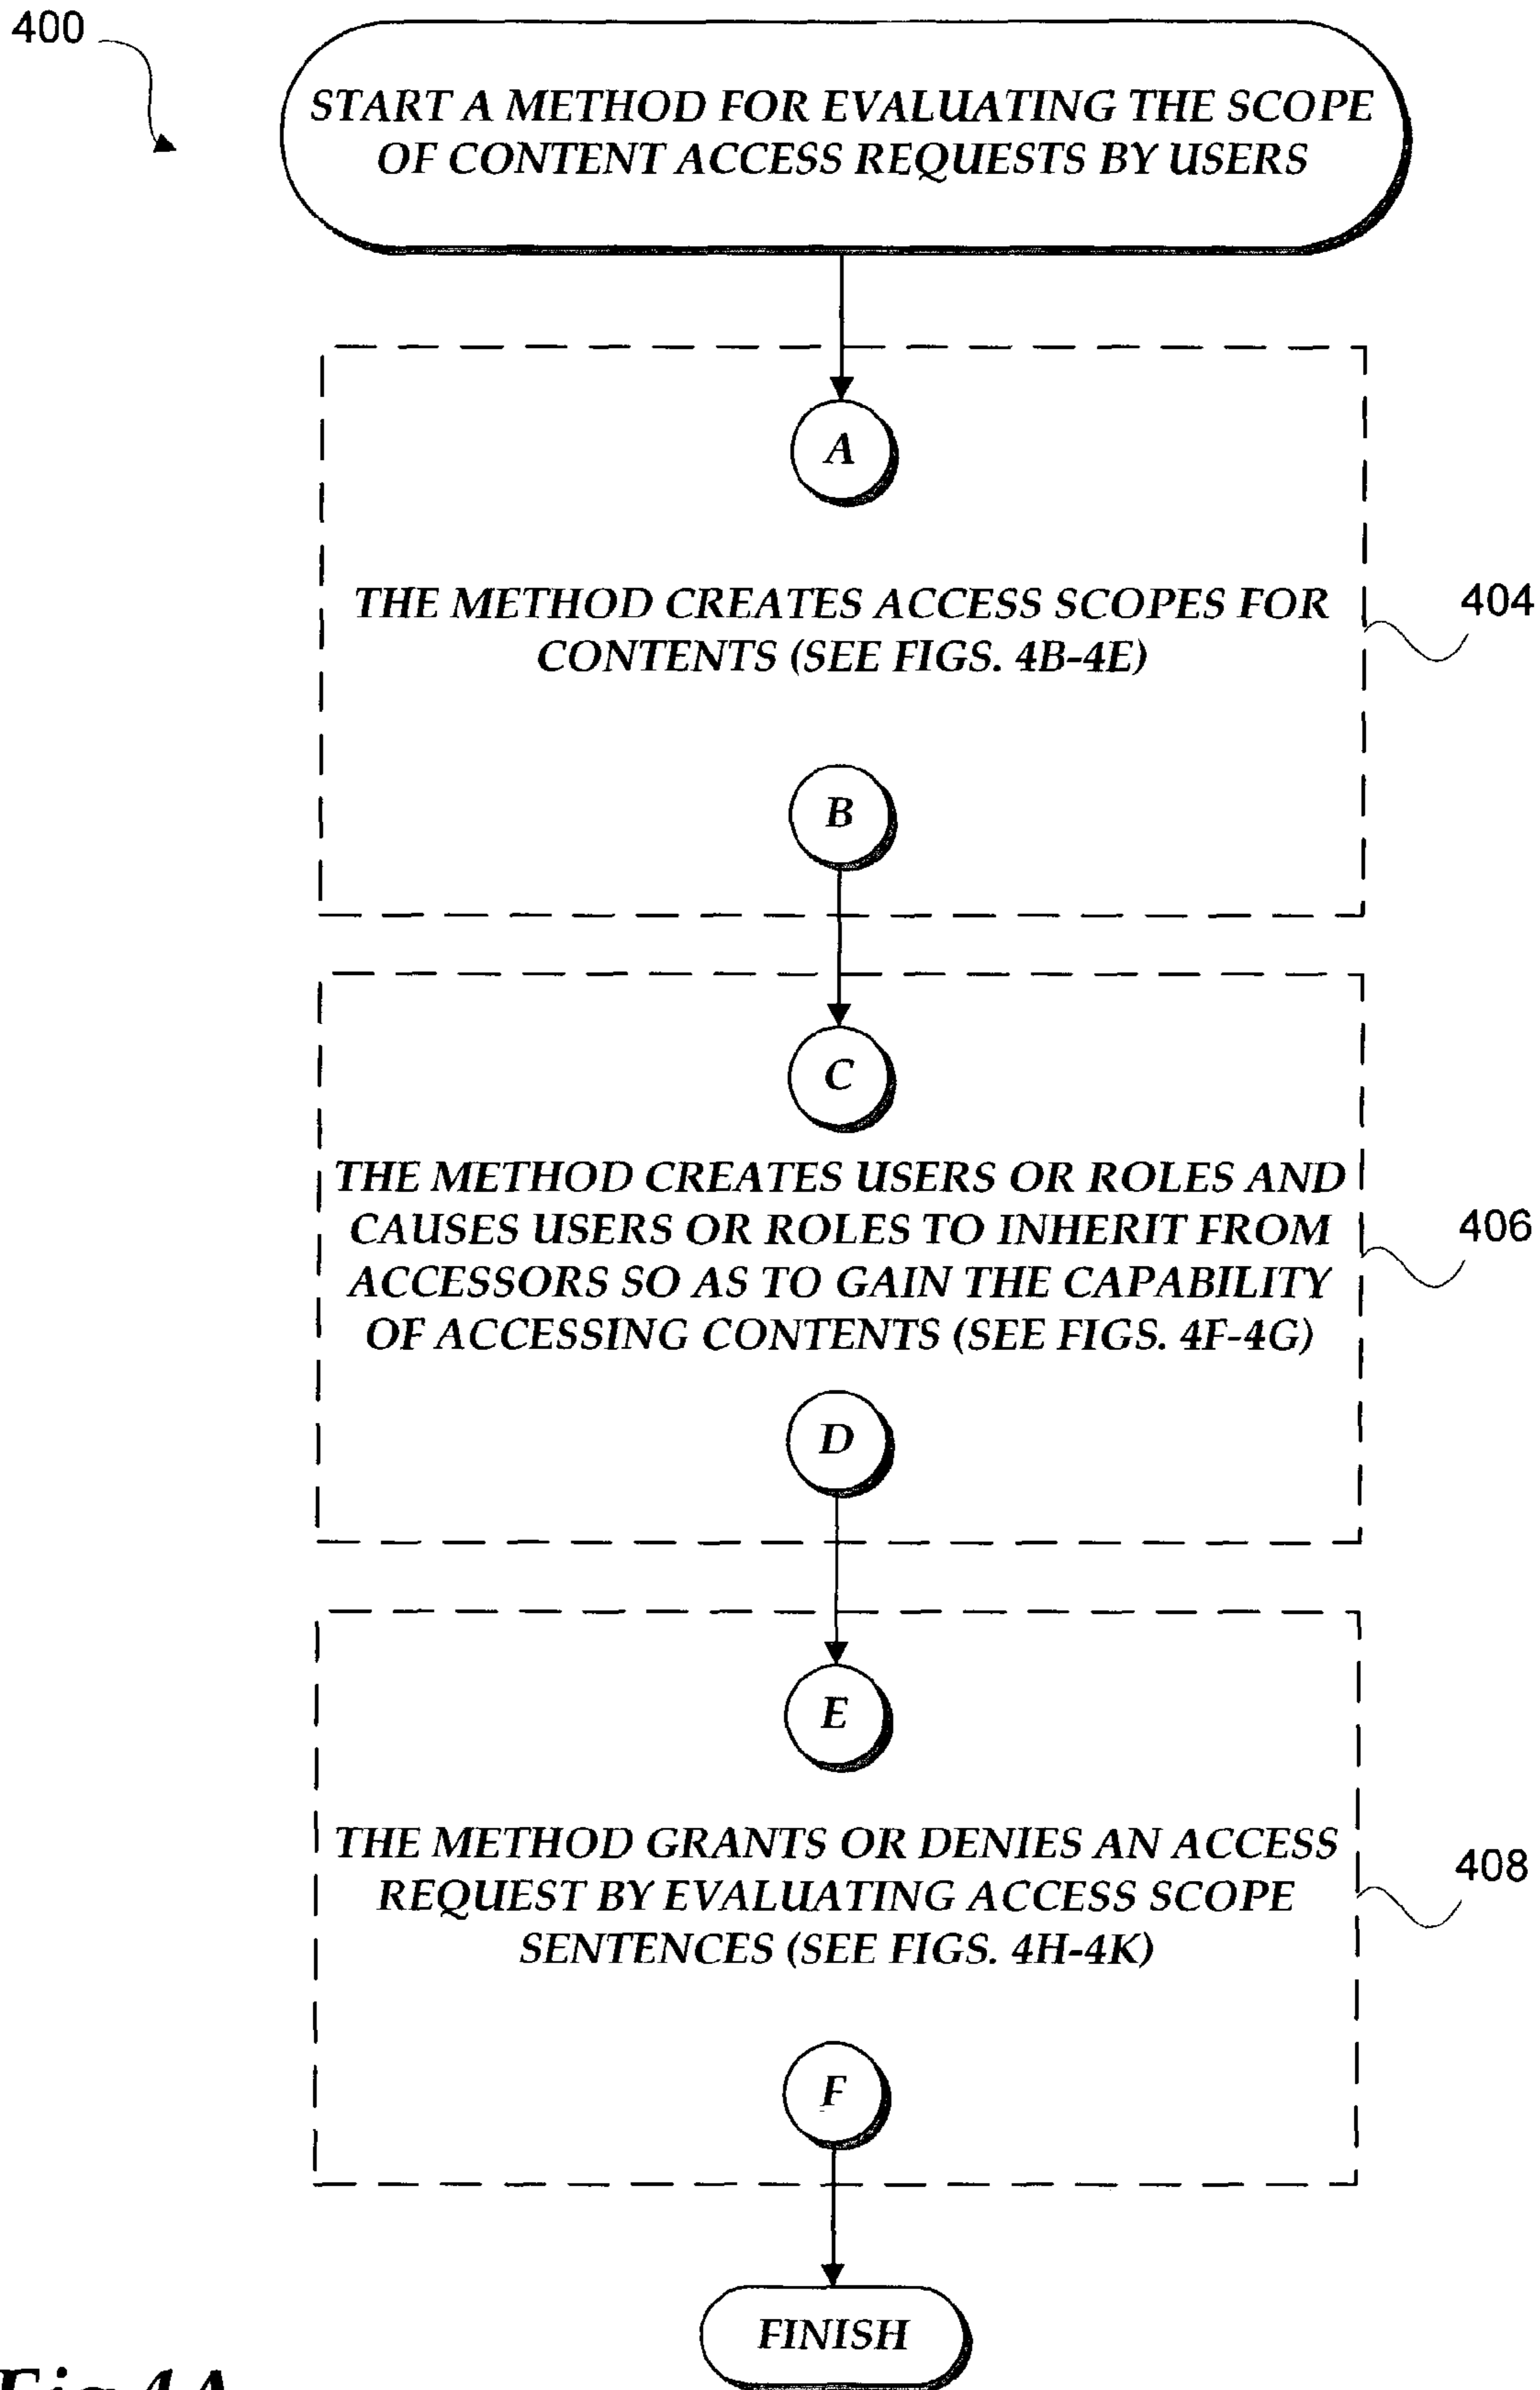 400
START A METHOD FOR EVALUATING THE SCOPE
OF CONTENT ACCESS REQUESTS BY USERS
A
THE METHOD CREATES ACCESS SCOPES FOR
CONTENTS (SEE FIGS. 4B-4E)
404
B
C
THE METHOD CREATES USERS OR ROLES AND
CAUSES USERS OR ROLES TO INHERIT FROM
ACCESSORS SO AS TO GAIN THE CAPABILITY
OF ACCESSING CONTENTS (SEE FIGS. 4F-4G)
406
D
E
THE METHOD GRANTS OR DENIES AN ACCESS
REQUEST BY EVALUATING ACCESS SCOPE
SENTENCES (SEE FIGS. 4H-4K)
408
F
FINISH
Fig.4A.